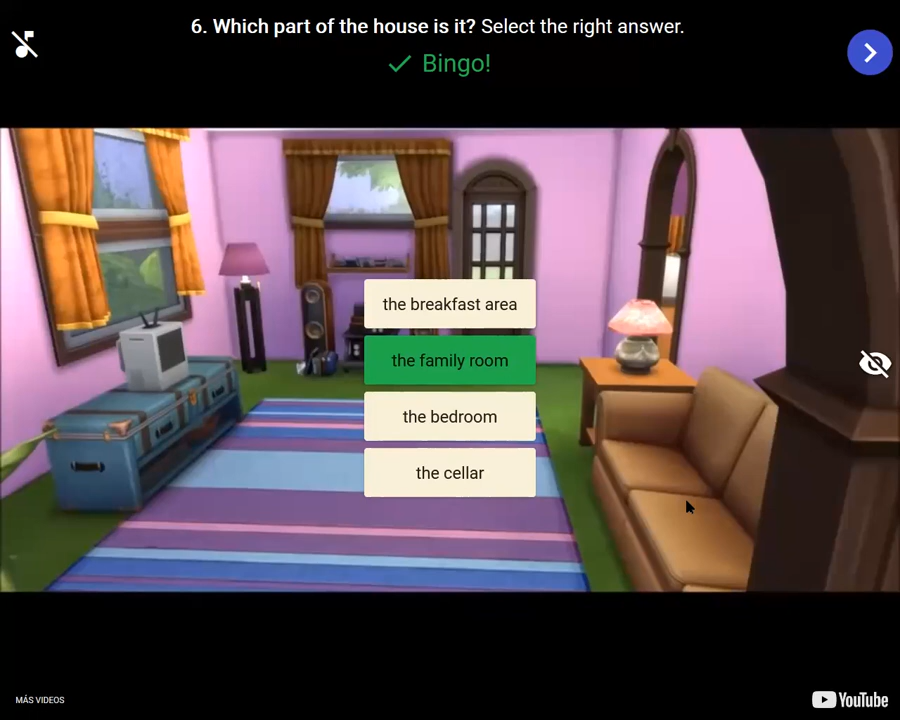 6. Which part of the house is it? Select the right answer.
Bingo!
the breakfast area
the family room
the bedroom
the cellar
MÁS VIDEOS
YouTube